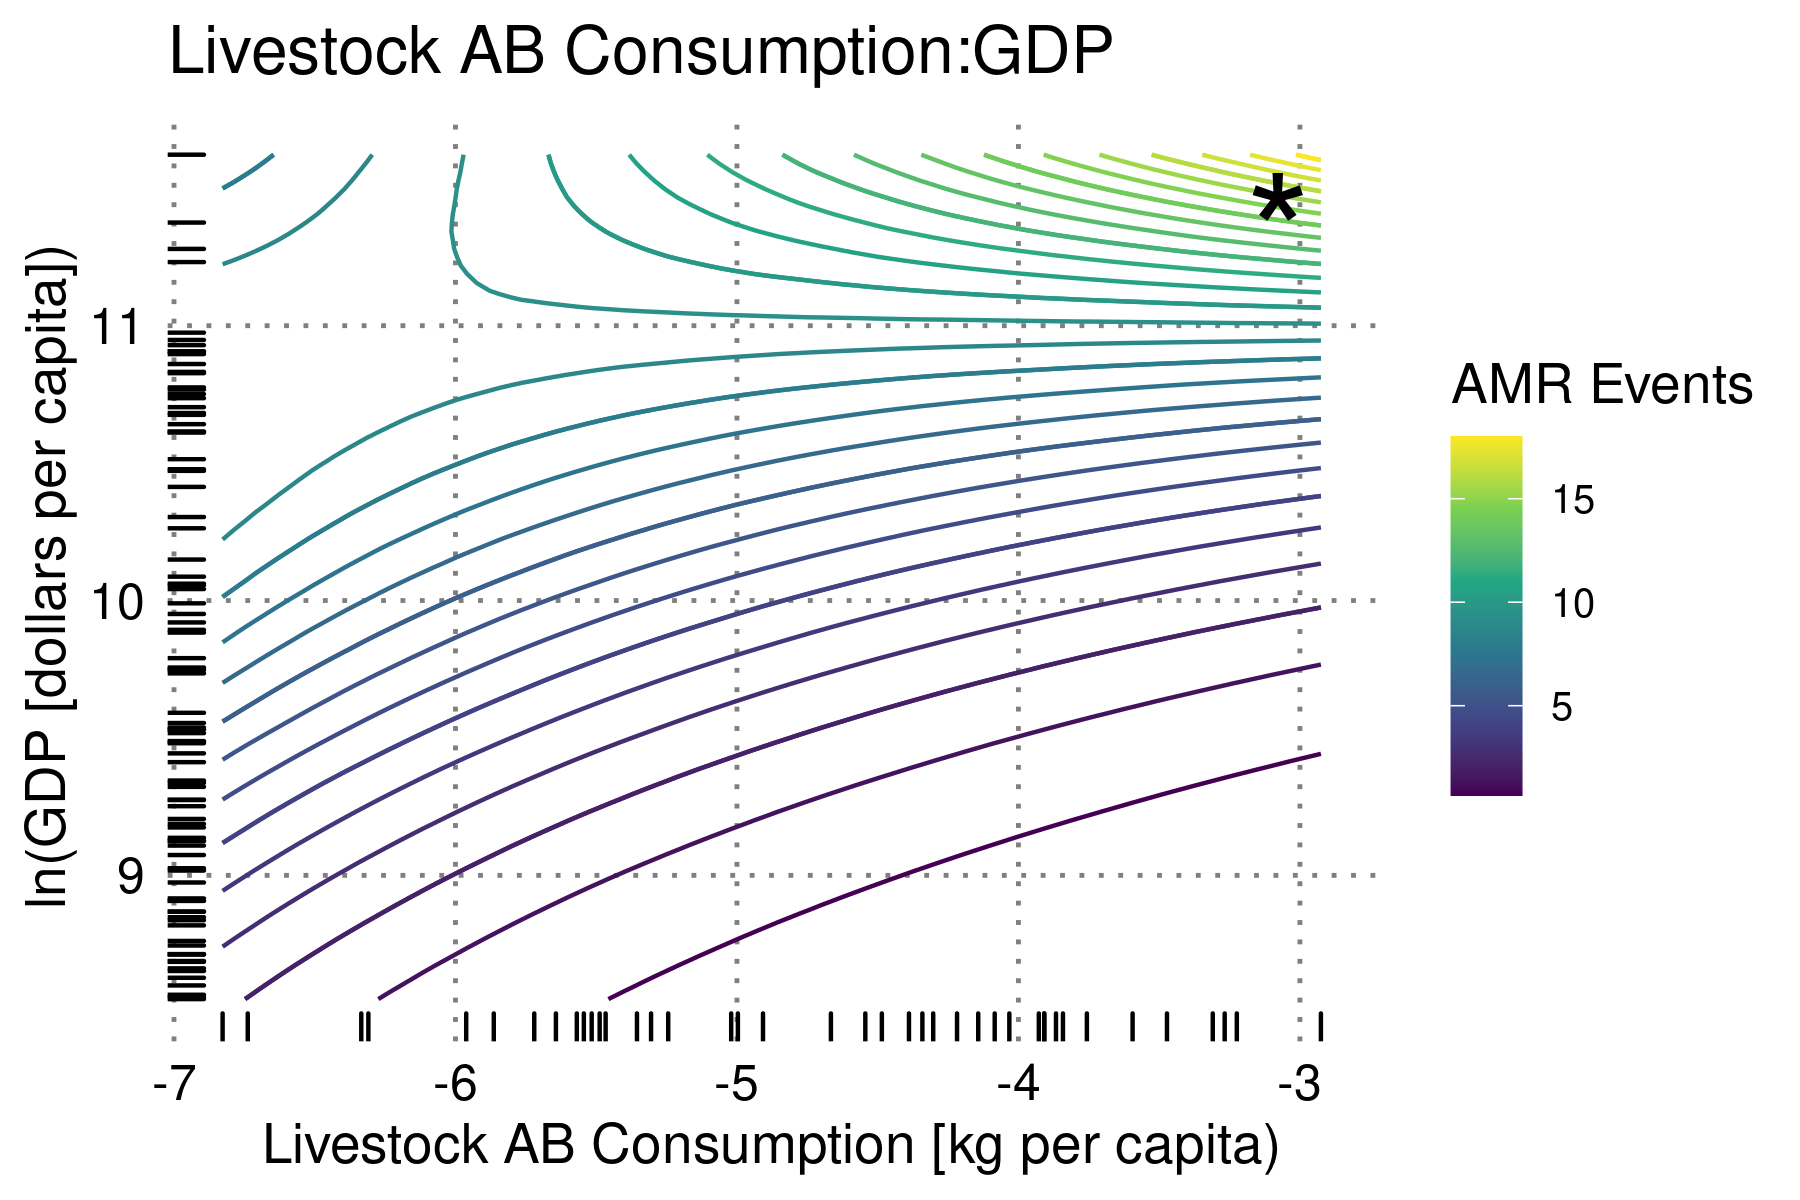 Livestock AB Consumption:GDP
ln(GDP [dollars per capita])
11
10
9
*
-7 -6 -5 -4 -3
Livestock AB Consumption [kg per capita)
AMR Events
15
10
5